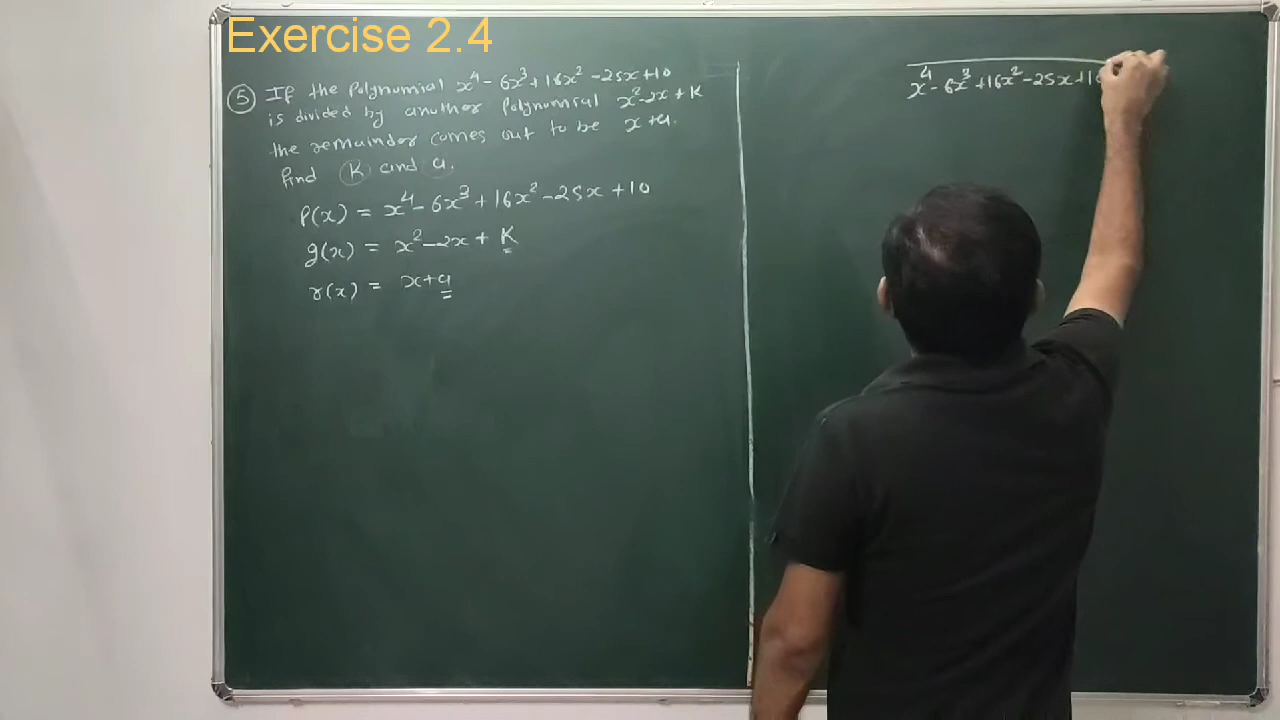 Exercise 2.4
⑤ If the Polynomial x⁴ - 6x³ + 16x² - 25x + 10
is divided by another Polynomial x² - 2x + K
the remainder comes out to be x + a.
find K and a.
P(x) = x⁴ - 6x³ + 16x² - 25x + 10
g(x) = x² - 2x + K
r(x) = x + a
x⁴ - 6x³ + 16x² - 25x + 10